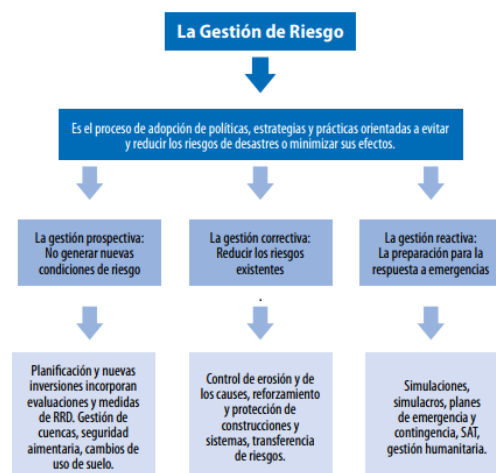 La Gestión de Riesgo
Es el proceso de adopción de políticas, estrategias y prácticas orientadas a evitar
y reducir los riesgos de desastres o minimizar sus efectos.
La gestión prospectiva:
No generar nuevas
condiciones de riesgo
La gestión correctiva:
Reducir los riesgos
existentes
.
La gestión reactiva:
La preparación para la
respuesta a emergencias
Planificación y nuevas
inversiones incorporan
evaluaciones y medidas
de RRD. Gestión de
cuencas, seguridad
aimentaria, cambios de
uso de suelo.
Control de erosión y de
los causes, reforzamiento
y protección de
construcciones y
sistemas, transferencia
de riesgos.
Simulaciones,
simulacros, planes
de emergencia y
contingencia, SAT,
gestión humanitaria.